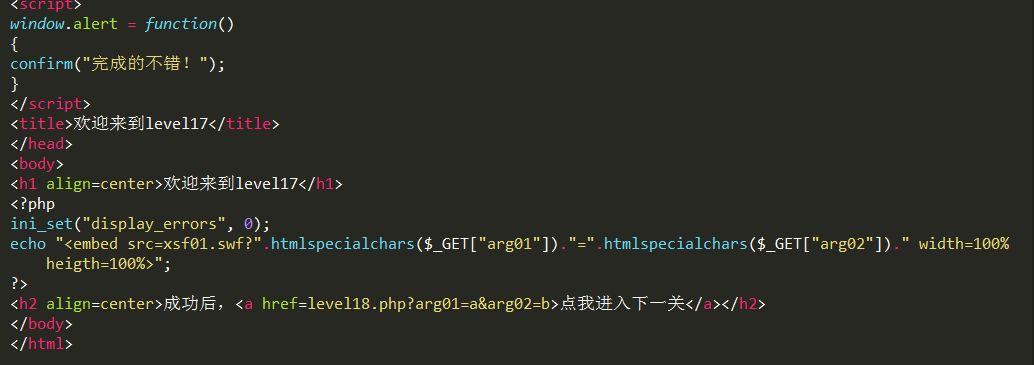 <script>
window.alert = function()
{
confirm("完成的不错！");
}
</script>
<title>欢迎来到level17</title>
</head>
<body>
<h1 align=center>欢迎来到level17</h1>
<?php
ini_set("display_errors", 0);
echo "<embed src=xsf01.swf?".htmlspecialchars($_GET["arg01"])."=".htmlspecialchars($_GET["arg02"])." width=100%
heigth=100%>";
?>
<h2 align=center>成功后，<a href=level18.php?arg01=a&arg02=b>点我进入下一关</a></h2>
</body>
</html>